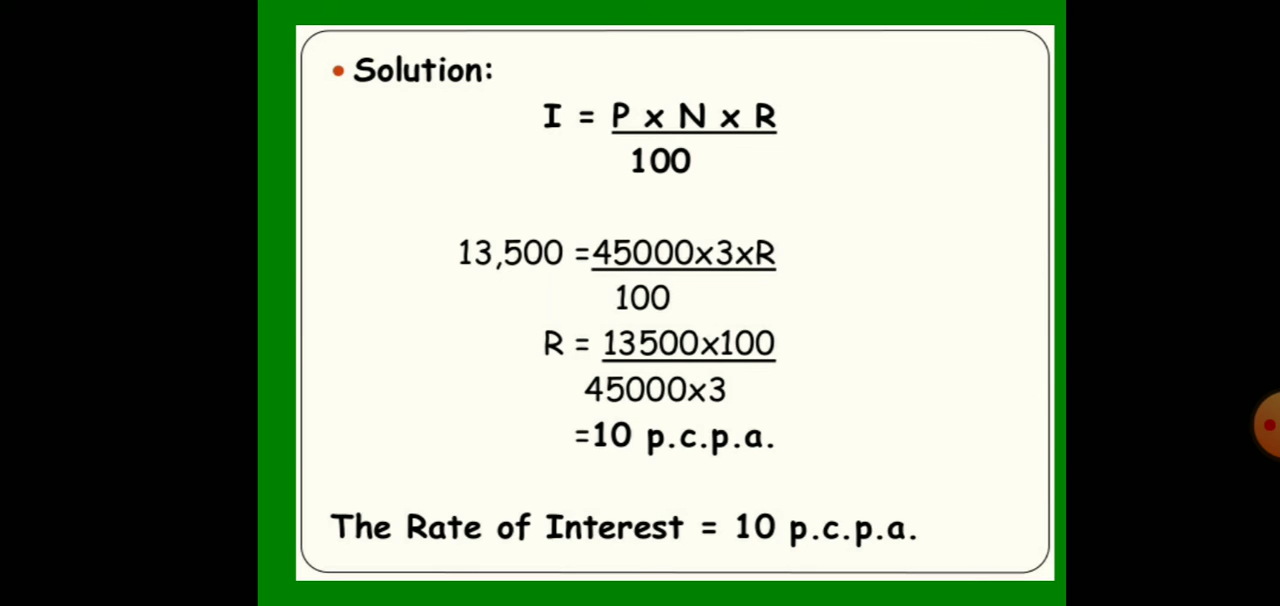 • Solution:
I = P x N x R
100
13,500 =45000x3xR
100
R = 13500x100
45000x3
=10 p.c.p.a.
The Rate of Interest = 10 p.c.p.a.